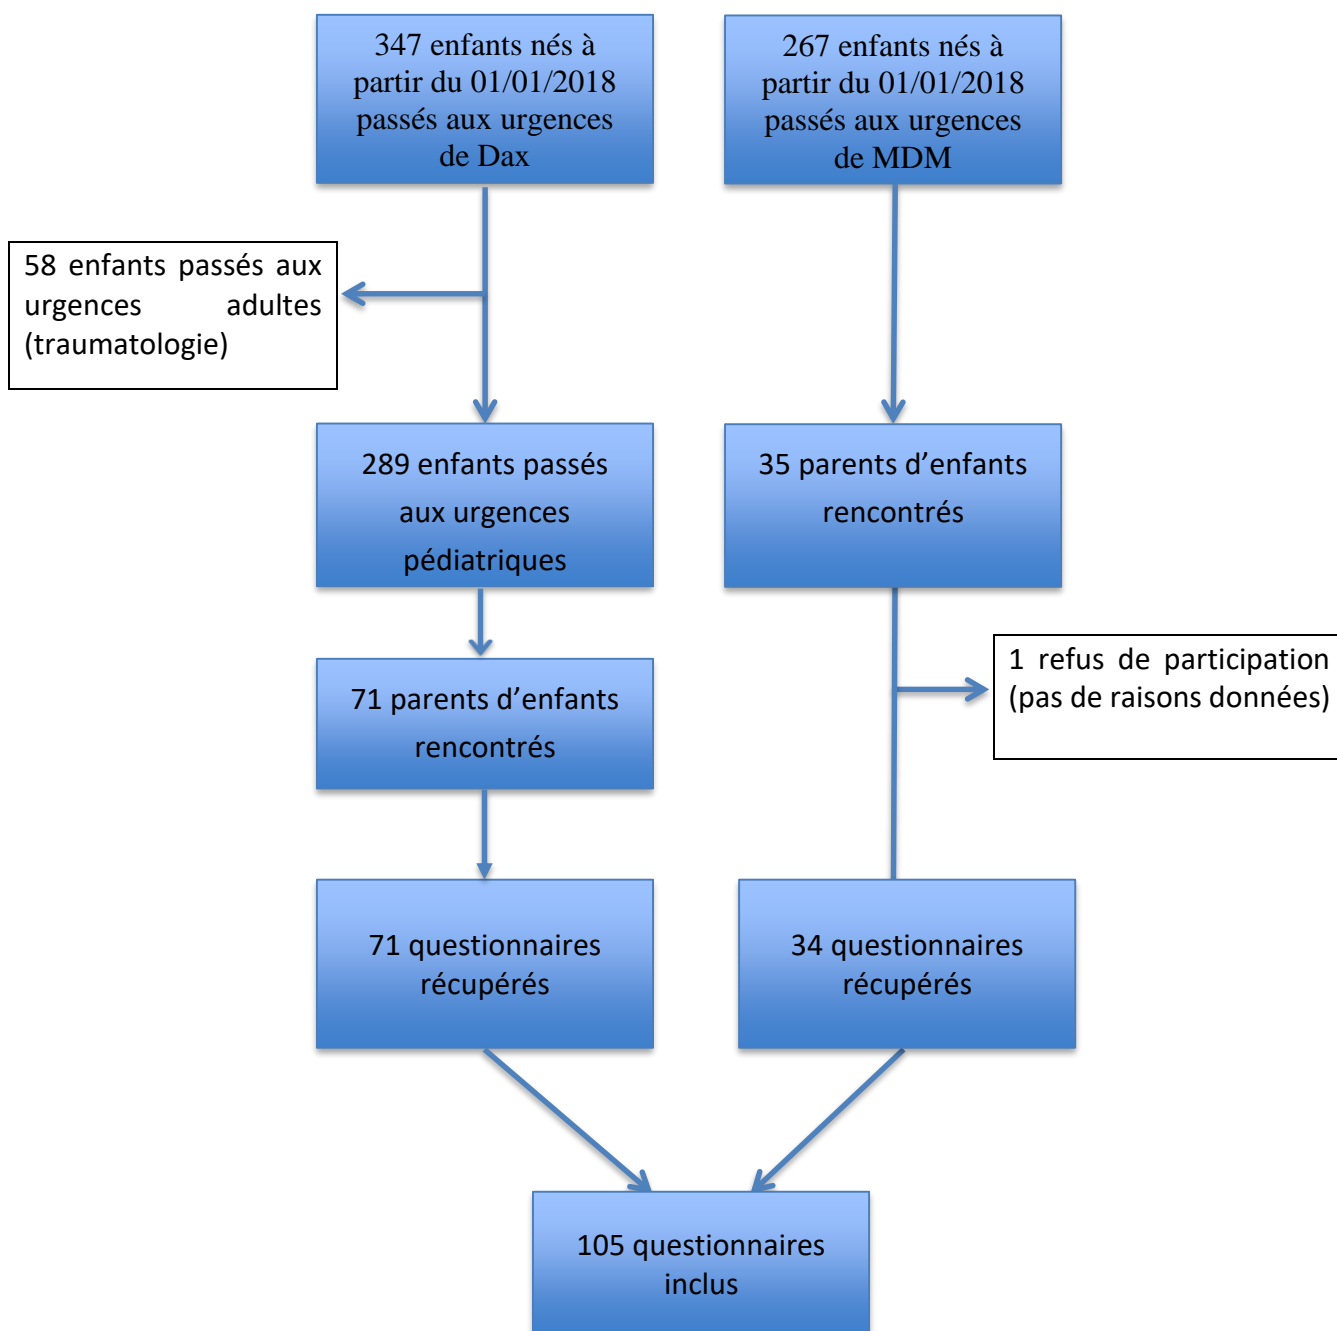 347 enfants nés à
partir du 01/01/2018
passés aux urgences
de Dax
267 enfants nés à
partir du 01/01/2018
passés aux urgences
de MDM
58 enfants passés aux
urgences adultes
(traumatologie)
289 enfants passés
aux urgences
pédiatriques
35 parents d’enfants
rencontrés
1 refus de participation
(pas de raisons données)
71 parents d’enfants
rencontrés
71 questionnaires
récupérés
34 questionnaires
récupérés
105 questionnaires
inclus